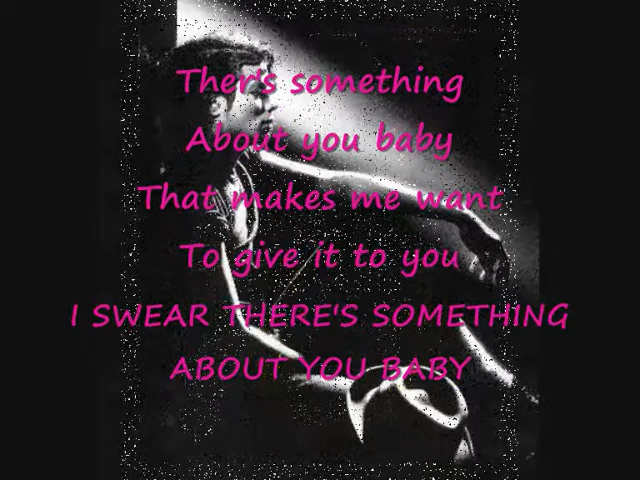 Ther's something
About you baby
That makes me want
To give it to you
I SWEAR THERE'S SOMETHING
ABOUT YOU BABY